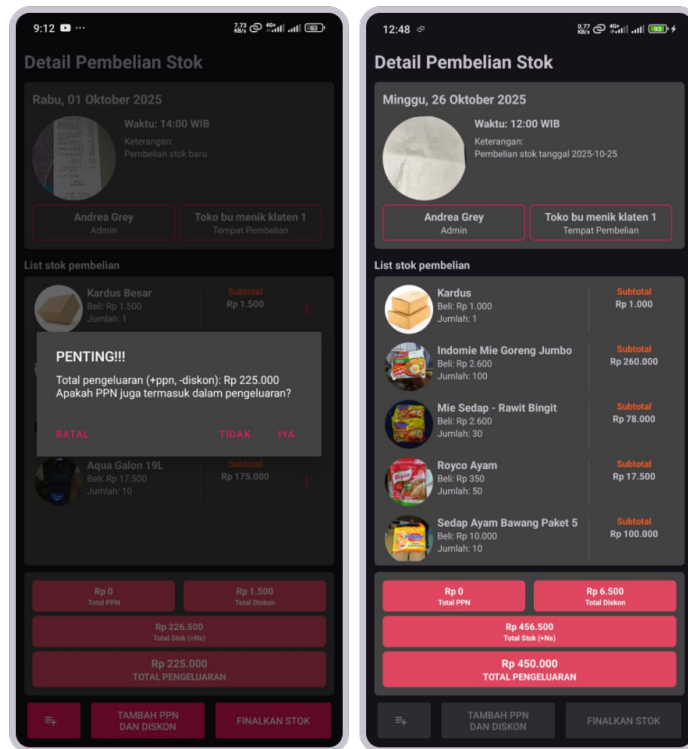 9:12
7,73 KB/s
4G+
63
Detail Pembelian Stok
Rabu, 01 Oktober 2025
Waktu: 14:00 WIB
Keterangan:
Pembelian stok baru
Andrea Grey
Admin
Toko bu menik klaten 1
Tempat Pembelian
List stok pembelian
Kardus Besar
Beli: Rp 1.500
Jumlah: 1
Subtotal
Rp 1.500
PENTING!!!
Total pengeluaran (+ppn, -diskon): Rp 225.000
Apakah PPN juga termasuk dalam pengeluaran?
BATAL
TIDAK
IYA
Aqua Galon 19L
Beli: Rp 17.500
Jumlah: 10
Subtotal
Rp 175.000
Rp 0
Total PPN
Rp 1.500
Total Diskon
Rp 226.500
Total Stok (+Ns)
Rp 225.000
TOTAL PENGELUARAN
TAMBAH PPN
DAN DISKON
FINALKAN STOK
12:48
0,77 KB/s
4G+
93
Detail Pembelian Stok
Minggu, 26 Oktober 2025
Waktu: 12:00 WIB
Keterangan:
Pembelian stok tanggal 2025-10-25
Andrea Grey
Admin
Toko bu menik klaten 1
Tempat Pembelian
List stok pembelian
Kardus
Beli: Rp 1.000
Jumlah: 1
Subtotal
Rp 1.000
Indomie Mie Goreng Jumbo
Beli: Rp 2.600
Jumlah: 100
Subtotal
Rp 260.000
Mie Sedap - Rawit Bingit
Beli: Rp 2.600
Jumlah: 30
Subtotal
Rp 78.000
Royco Ayam
Beli: Rp 350
Jumlah: 50
Subtotal
Rp 17.500
Sedap Ayam Bawang Paket 5
Beli: Rp 10.000
Jumlah: 10
Subtotal
Rp 100.000
Rp 0
Total PPN
Rp 6.500
Total Diskon
Rp 456.500
Total Stok (+Ns)
Rp 450.000
TOTAL PENGELUARAN
TAMBAH PPN
DAN DISKON
FINALKAN STOK